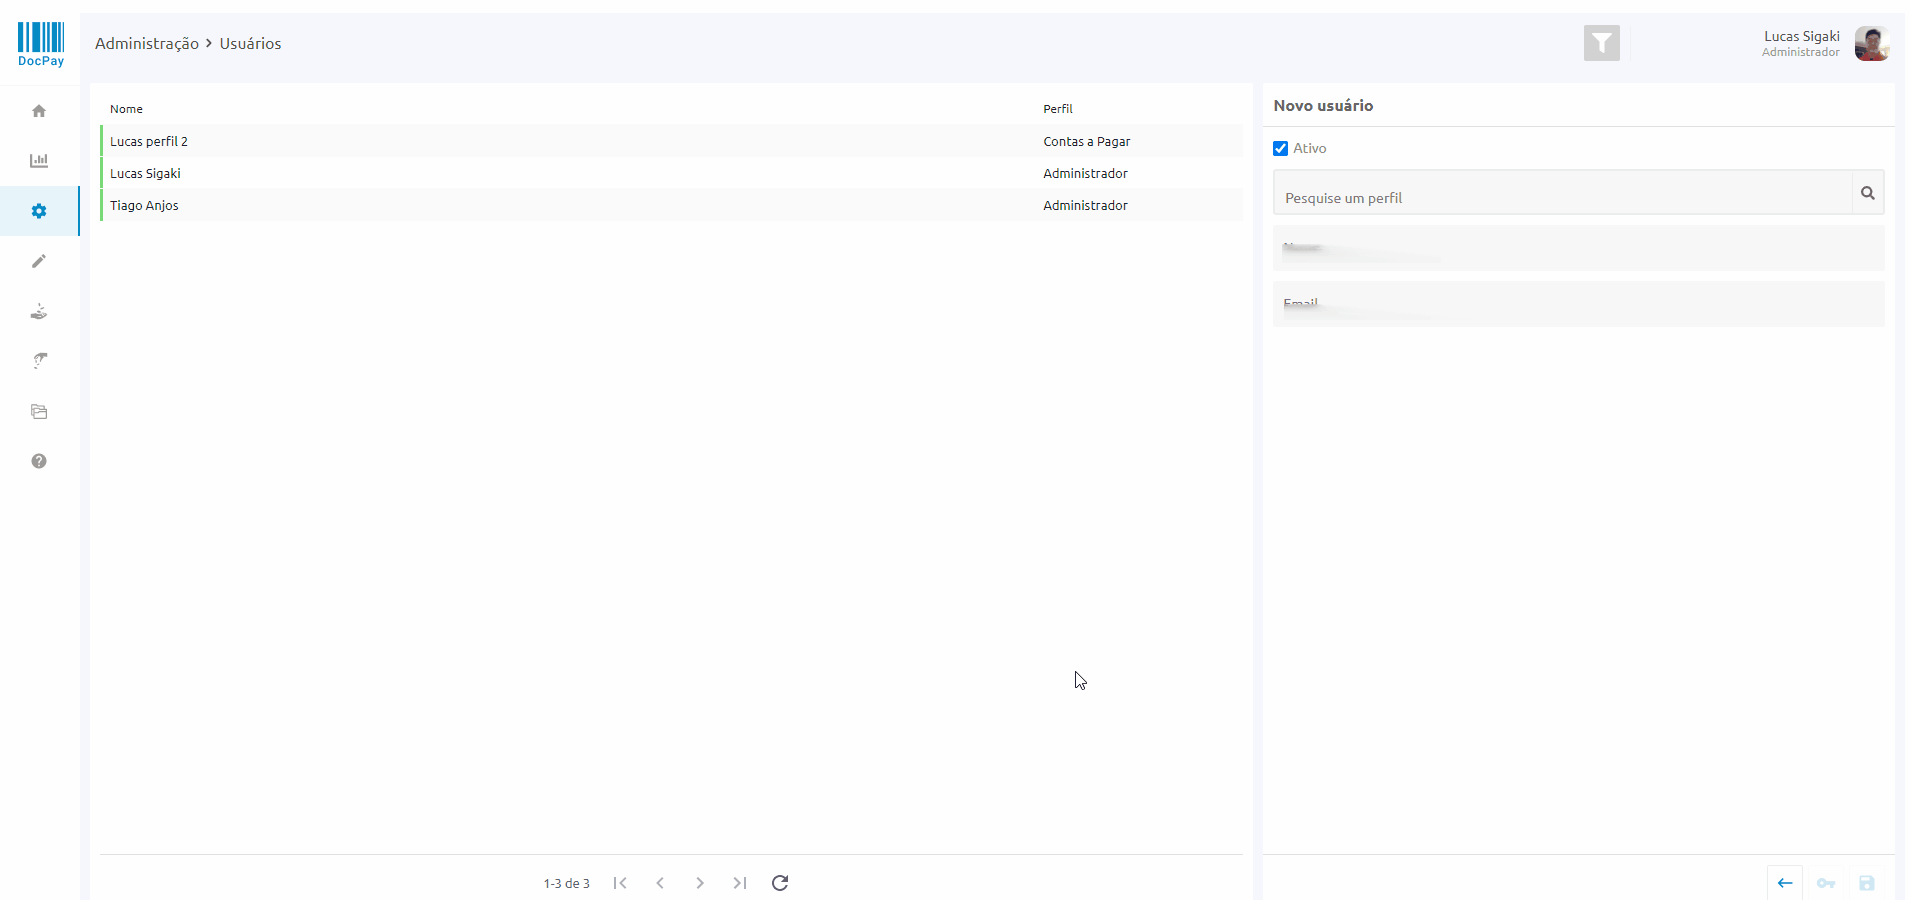 DocPay
Administração > Usuários
Lucas Sigaki
Administrador
Nome Perfil
Lucas perfil 2 Contas a Pagar
Lucas Sigaki Administrador
Tiago Anjos Administrador
1-3 de 3
Novo usuário
Ativo
Pesquise um perfil
Email